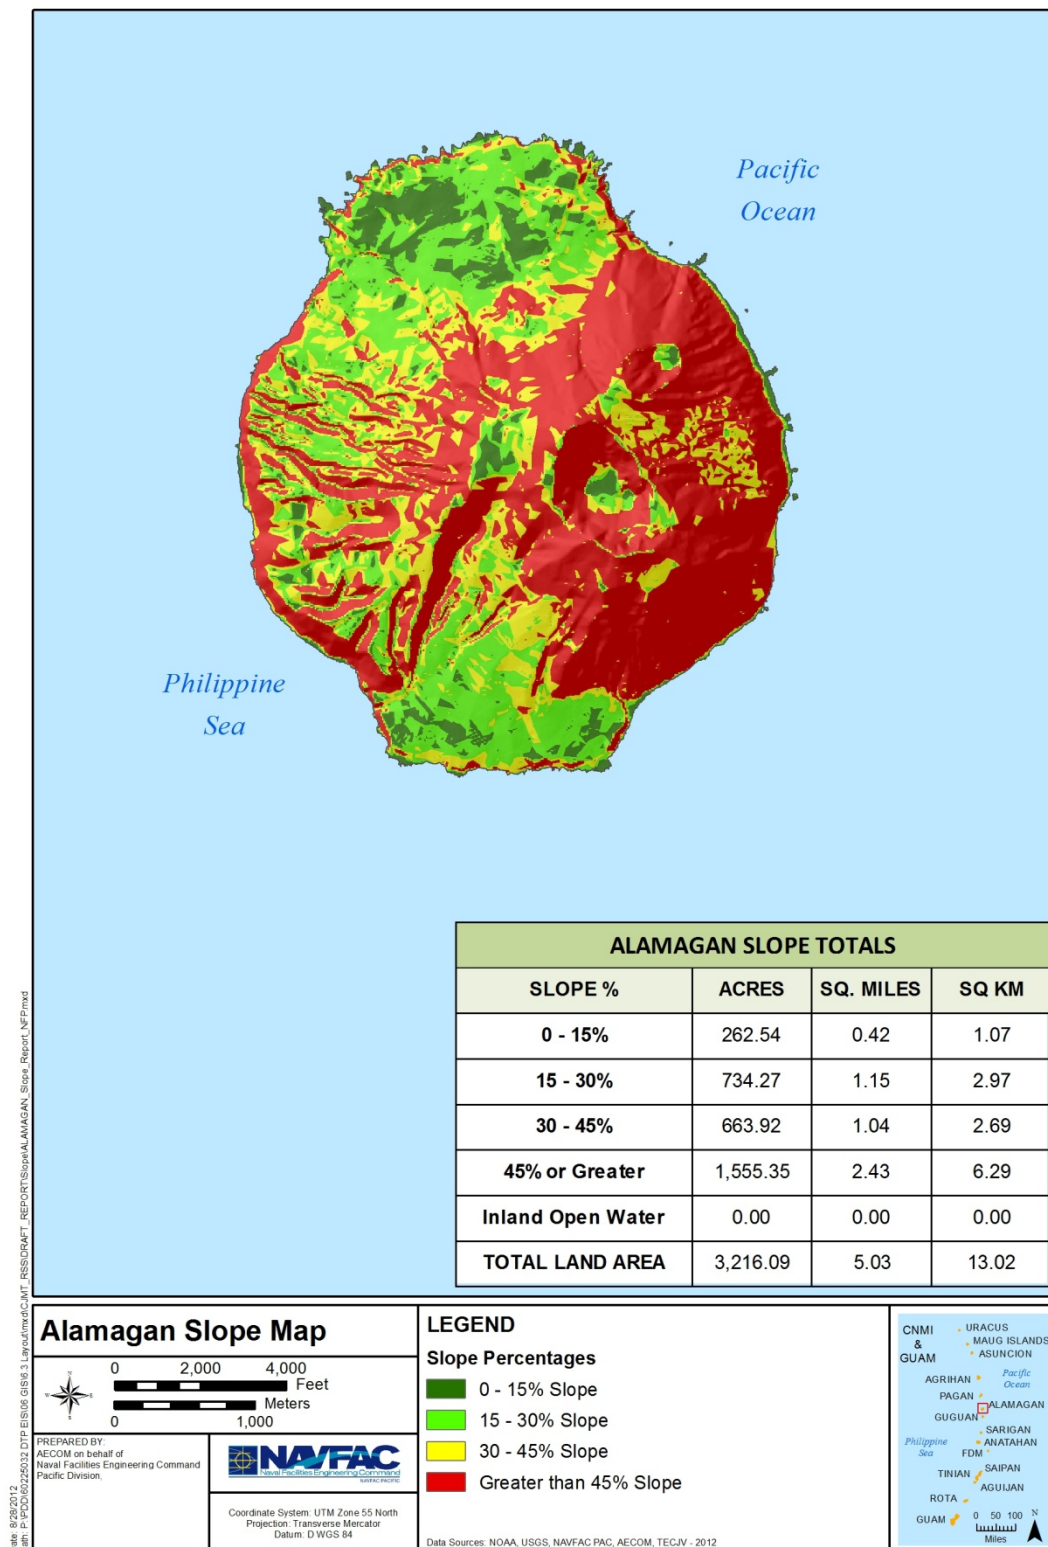 Pacific
Ocean
Philippine
Sea
ALAMAGAN SLOPE TOTALS
SLOPE % ACRES SQ. MILES SQ KM
0 - 15% 262.54 0.42 1.07
15 - 30% 734.27 1.15 2.97
30 - 45% 663.92 1.04 2.69
45% or Greater 1,555.35 2.43 6.29
Inland Open Water 0.00 0.00 0.00
TOTAL LAND AREA 3,216.09 5.03 13.02
Alamagan Slope Map
0 2,000 4,000
Feet
Meters
0 1,000
PREPARED BY:
AECOM on behalf of
Naval Facilities Engineering Command
Pacific Division.
NAVFAC
Naval Facilities Engineering Command
NAVFAC PACIFIC
Coordinate System: UTM Zone 55 North
Projection: Transverse Mercator
Datum: D WGS 84
LEGEND
Slope Percentages
0 - 15% Slope
15 - 30% Slope
30 - 45% Slope
Greater than 45% Slope
Data Sources: NOAA, USGS, NAVFAC PAC, AECOM, TECJV - 2012
CNMI
&
GUAM
URACUS
MAUG ISLANDS
ASUNCION
Pacific
Ocean
AGRIHAN
PAGAN
ALAMAGAN
GUGUAN
SARIGAN
Philippine
Sea
ANATAHAN
FDM
SAIPAN
TINIAN
AGUIJAN
ROTA
GUAM
0 50 100
Miles
N
8/28/2012